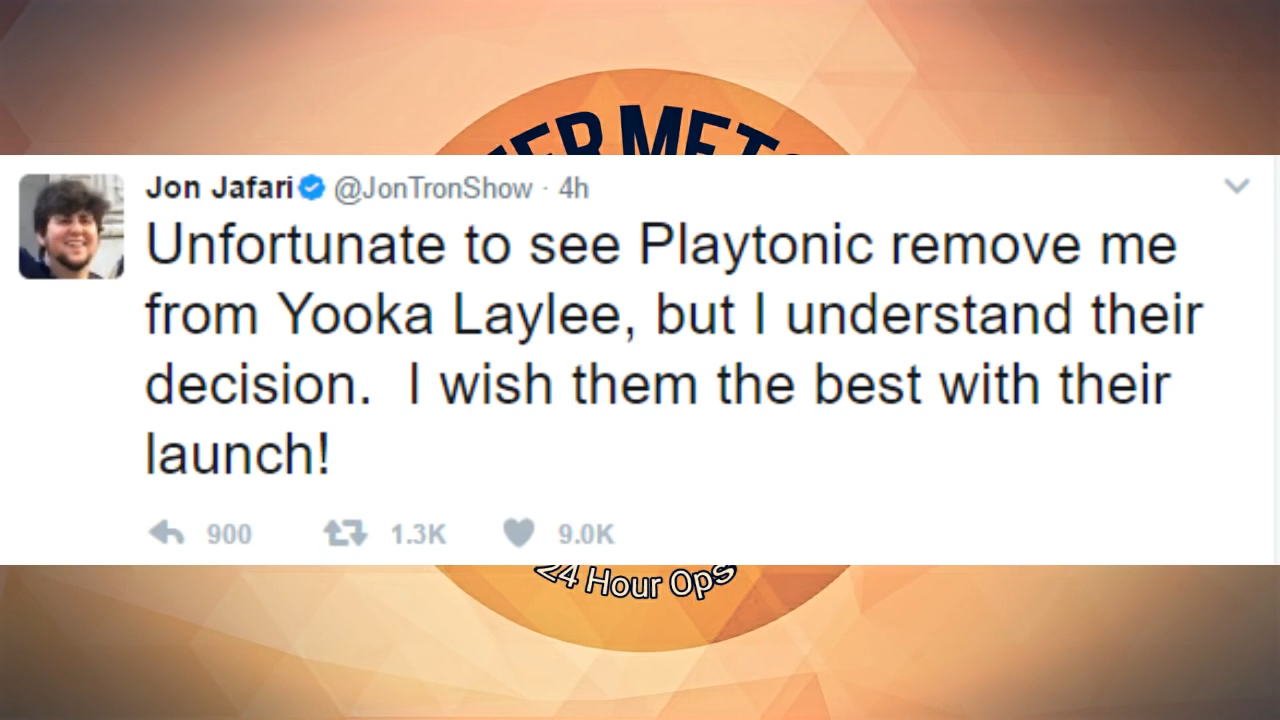 Jon Jafari @JonTronShow · 4h
Unfortunate to see Playtonic remove me
from Yooka Laylee, but I understand their
decision.  I wish them the best with their
launch!
900 1.3K 9.0K
24 Hour Ops